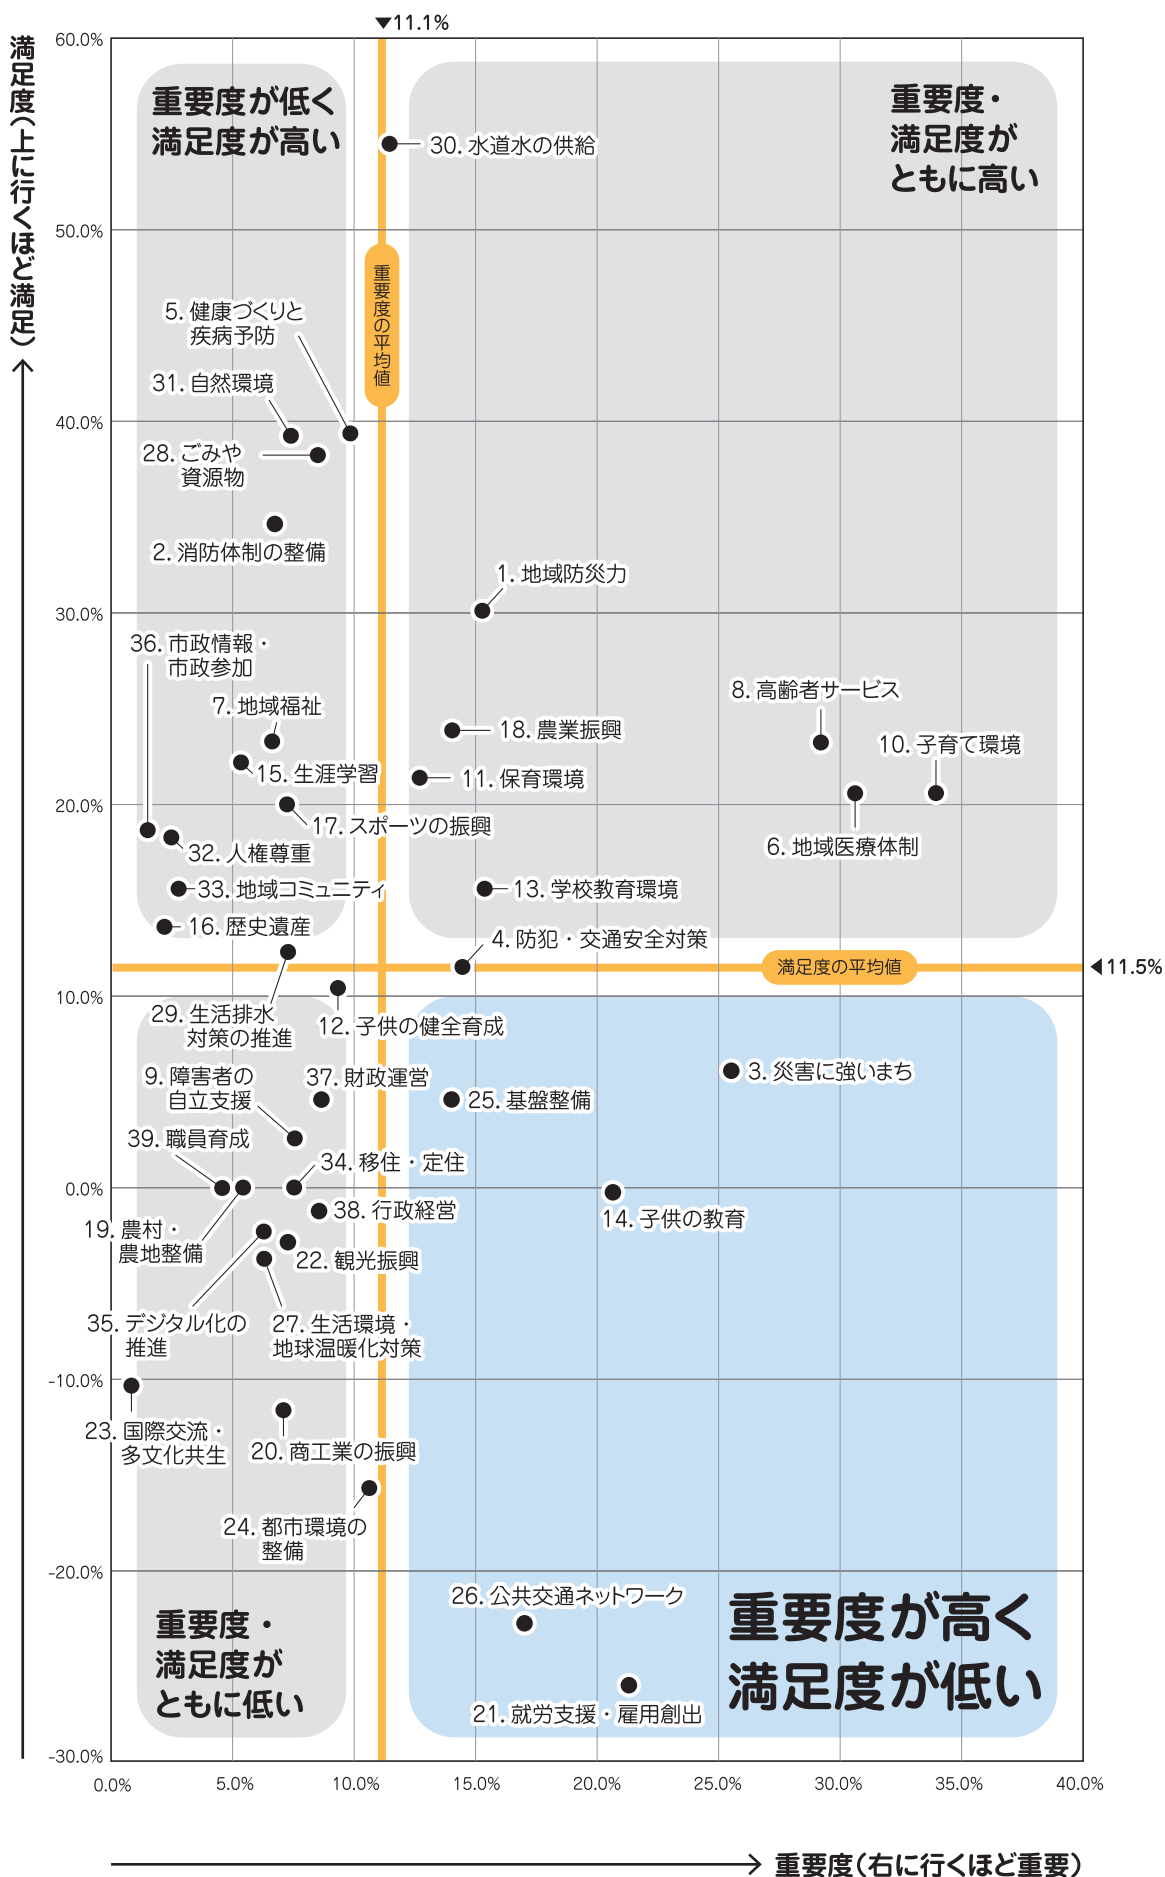 ▼11.1%
満足度（上に行くほど満足）
60.0%
50.0%
40.0%
30.0%
20.0%
10.0%
0.0%
-10.0%
-20.0%
-30.0%
重要度が低く
満足度が高い
重要度・
満足度が
ともに高い
30. 水道水の供給
重要度の平均値
5. 健康づくりと
疾病予防
31. 自然環境
28. ごみや
資源物
2. 消防体制の整備
1. 地域防災力
36. 市政情報・
市政参加
7. 地域福祉
8. 高齢者サービス
18. 農業振興
10. 子育て環境
15. 生涯学習
11. 保育環境
17. スポーツの振興
6. 地域医療体制
32. 人権尊重
33. 地域コミュニティ
13. 学校教育環境
16. 歴史遺産
4. 防犯・交通安全対策
満足度の平均値
◀11.5%
29. 生活排水
対策の推進
12. 子供の健全育成
9. 障害者の
自立支援
37. 財政運営
3. 災害に強いまち
25. 基盤整備
39. 職員育成
34. 移住・定住
38. 行政経営
14. 子供の教育
19. 農村・
農地整備
22. 観光振興
35. デジタル化の
推進
27. 生活環境・
地球温暖化対策
23. 国際交流・
多文化共生
20. 商工業の振興
24. 都市環境の
整備
26. 公共交通ネットワーク
21. 就労支援・雇用創出
重要度・
満足度が
ともに低い
重要度が高く
満足度が低い
0.0%
5.0%
10.0%
15.0%
20.0%
25.0%
30.0%
35.0%
40.0%
重要度（右に行くほど重要）